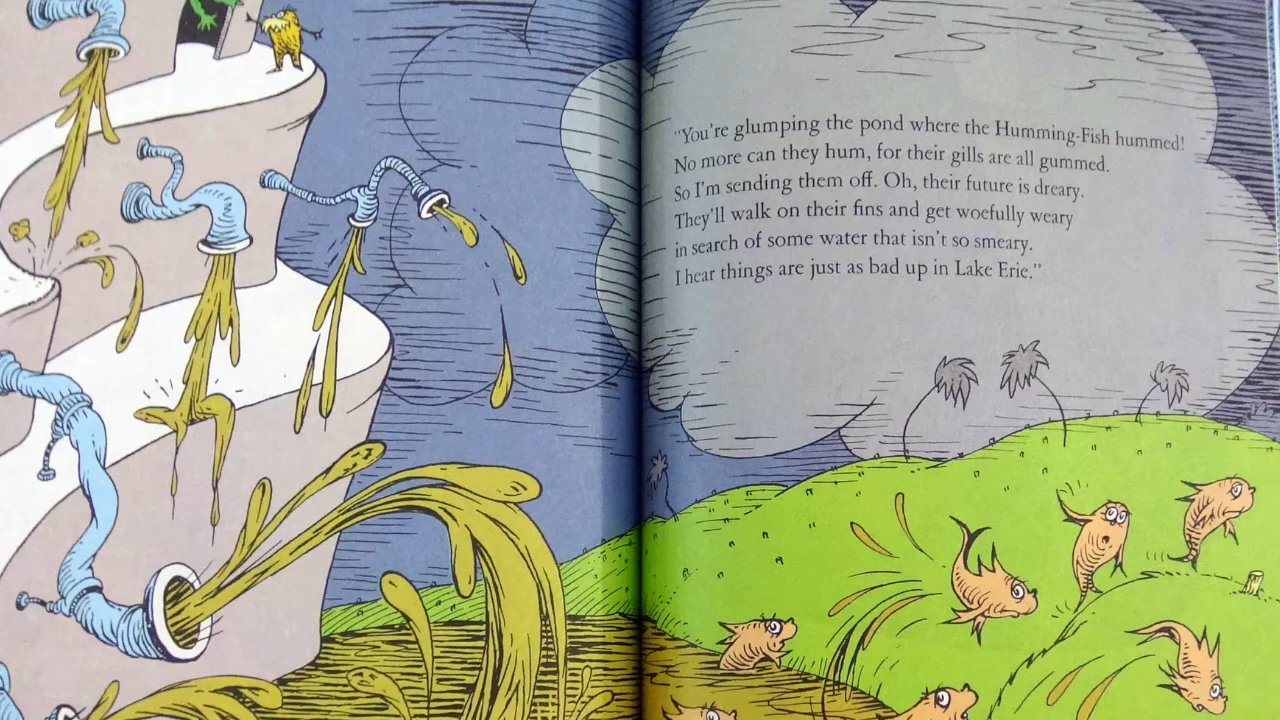 "You're glumping the pond where the Humming-Fish hummed!
No more can they hum, for their gills are all gummed.
So I'm sending them off. Oh, their future is dreary.
They'll walk on their fins and get woefully weary
in search of some water that isn't so smeary.
I hear things are just as bad up in Lake Erie."